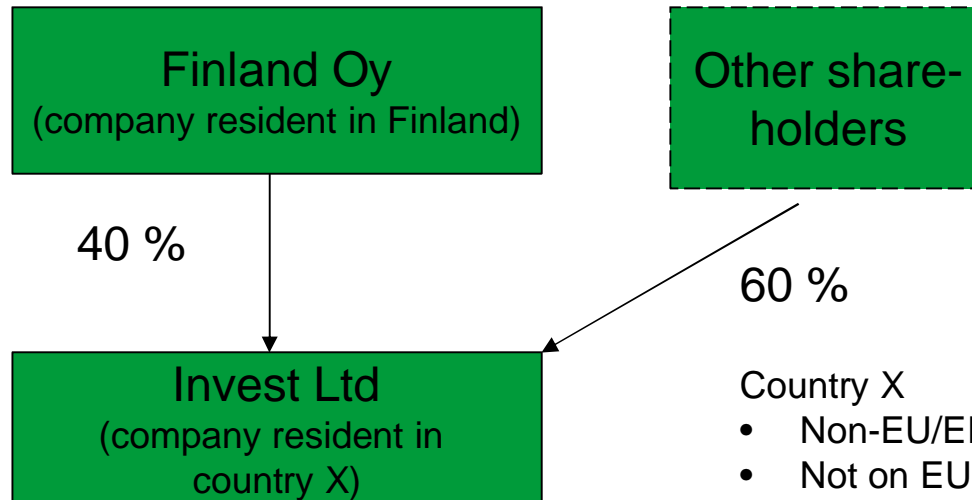 Finland Oy
(company resident in Finland)
Other share-
holders
40 %
60 %
Invest Ltd
(company resident in
country X)
Country X
• Non-EU/
• Not on EU